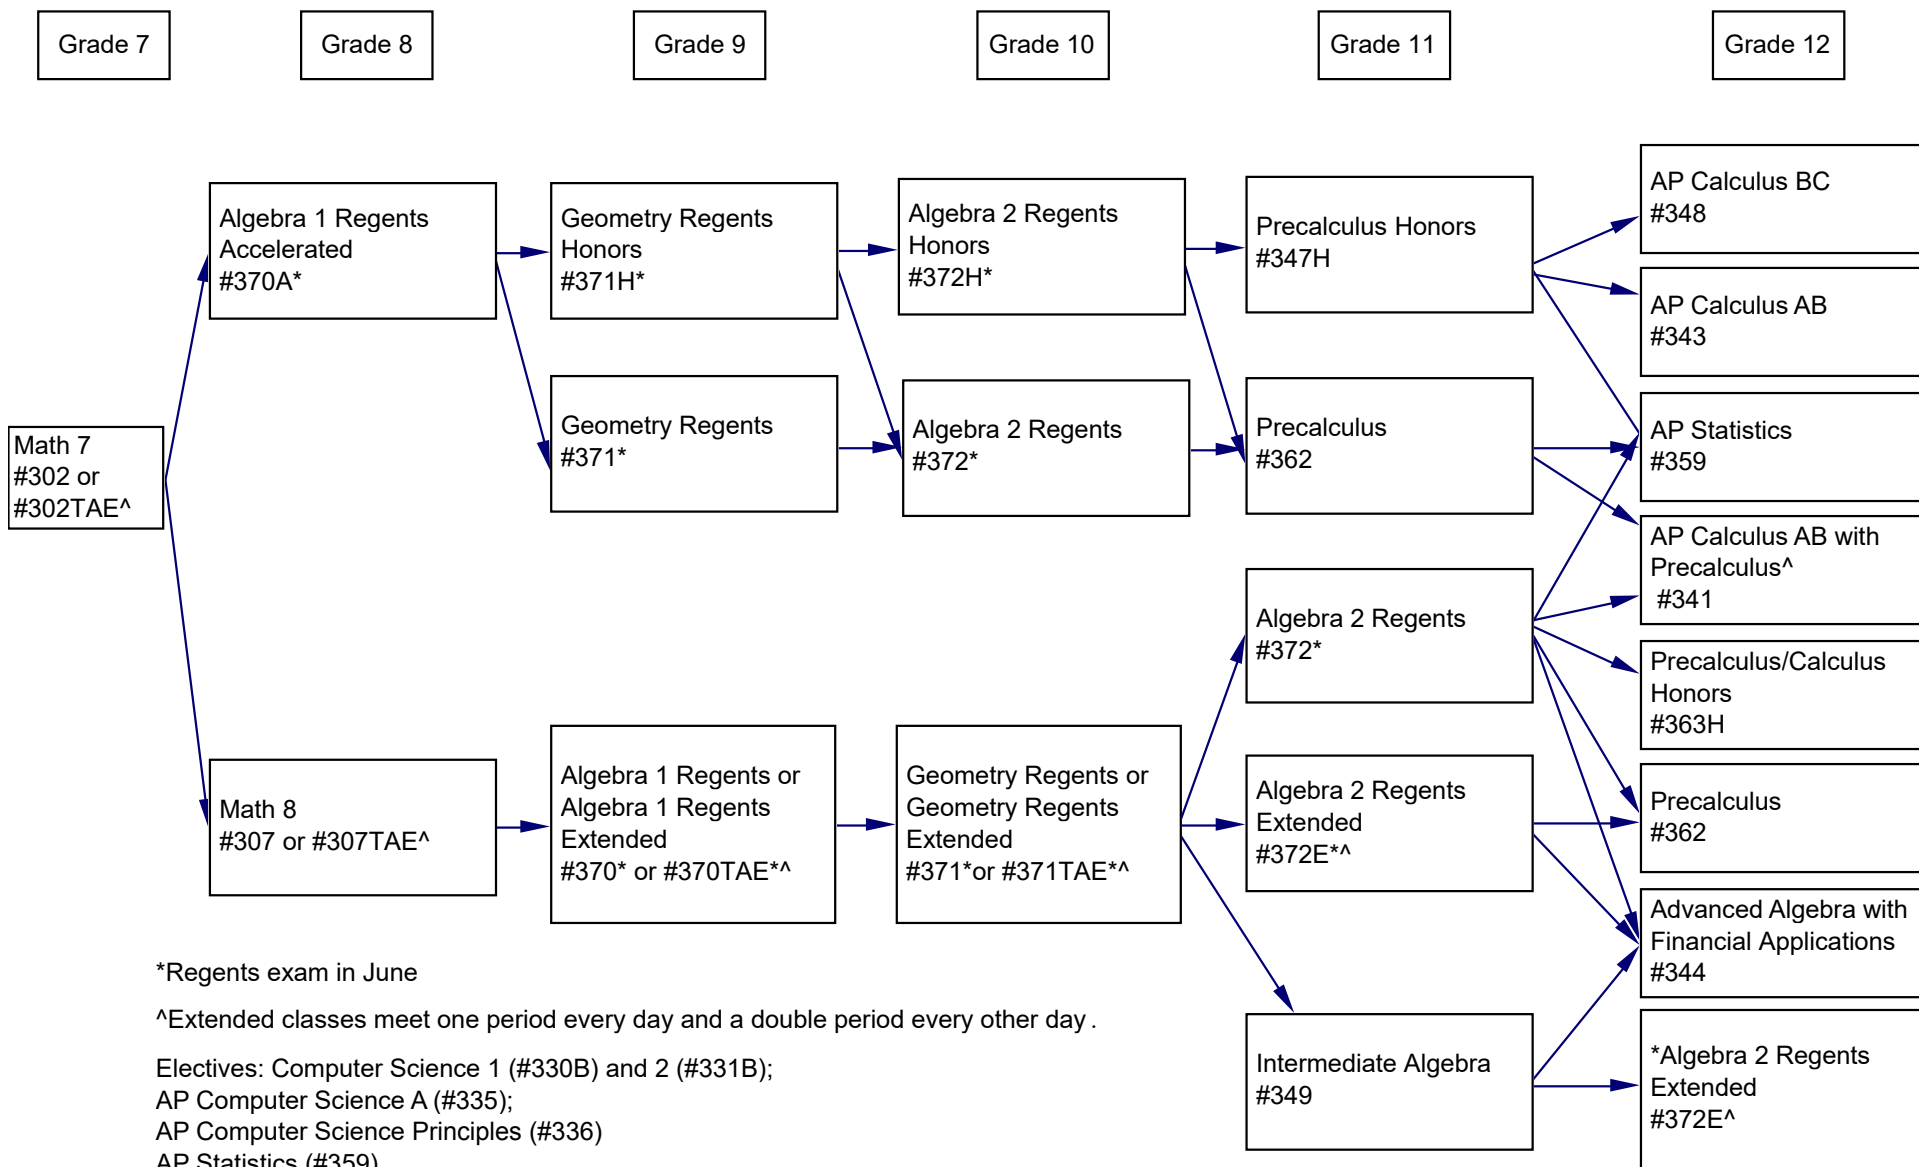 Grade 7
Grade 8
Grade 9
Grade 10
Grade 11
Grade 12
Math 7
#302 or
#302TAE^
Algebra 1 Regents
Accelerated
#370A*
Math 8
#307 or #307TAE^
Geometry Regents
Honors
#371H*
Geometry Regents
#371*
Algebra 1 Regents or
Algebra 1 Regents
Extended
#370* or #370TAE*^
Algebra 2 Regents
Honors
#372H*
Algebra 2 Regents
#372*
Geometry Regents or
Geometry Regents
Extended
#371*or #371TAE*^
Precalculus Honors
#347H
Precalculus
#362
Algebra 2 Regents
#372*
Algebra 2 Regents
Extended
#372E*^
Intermediate Algebra
#349
AP Calculus BC
#348
AP Calculus AB
#343
AP Statistics
#359
AP Calculus AB with
Precalculus^
#341
Precalculus/Calculus
Honors
#363H
Precalculus
#362
Advanced Algebra with
Financial Applications
#344
*Algebra 2 Regents
Extended
#372E^
*Regents exam in June
^Extended classes meet one period every day and a double period every other day.
Electives: Computer Science 1 (#330B) and 2 (#331B);
AP Computer Science A (#335);
AP Computer Science Principles (#336)
AP Statistics (#359)